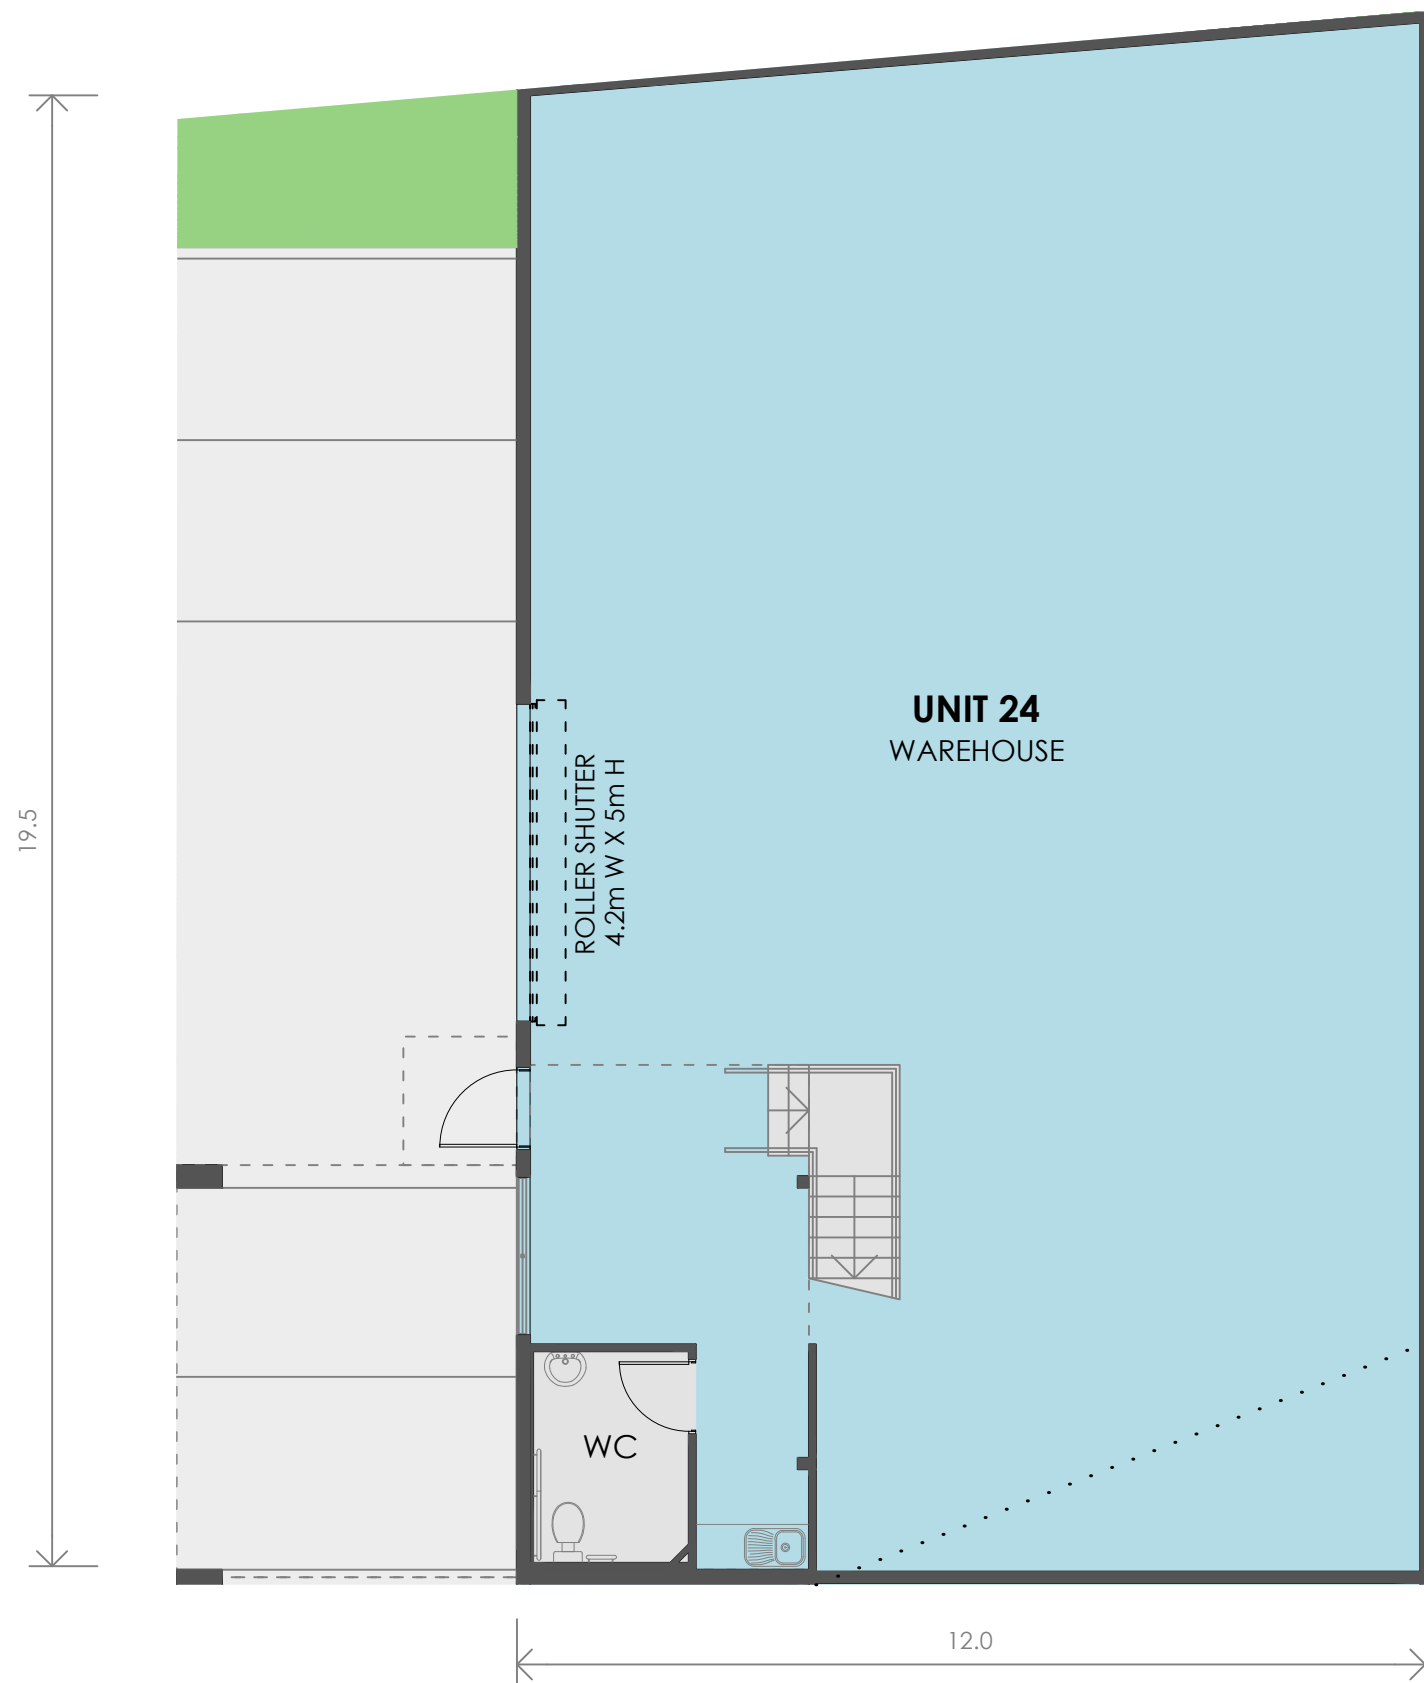 UNIT 24
WAREHOUSE
19.5
ROLLER SHUTTER
4.2m W X 5m H
WC
12.0